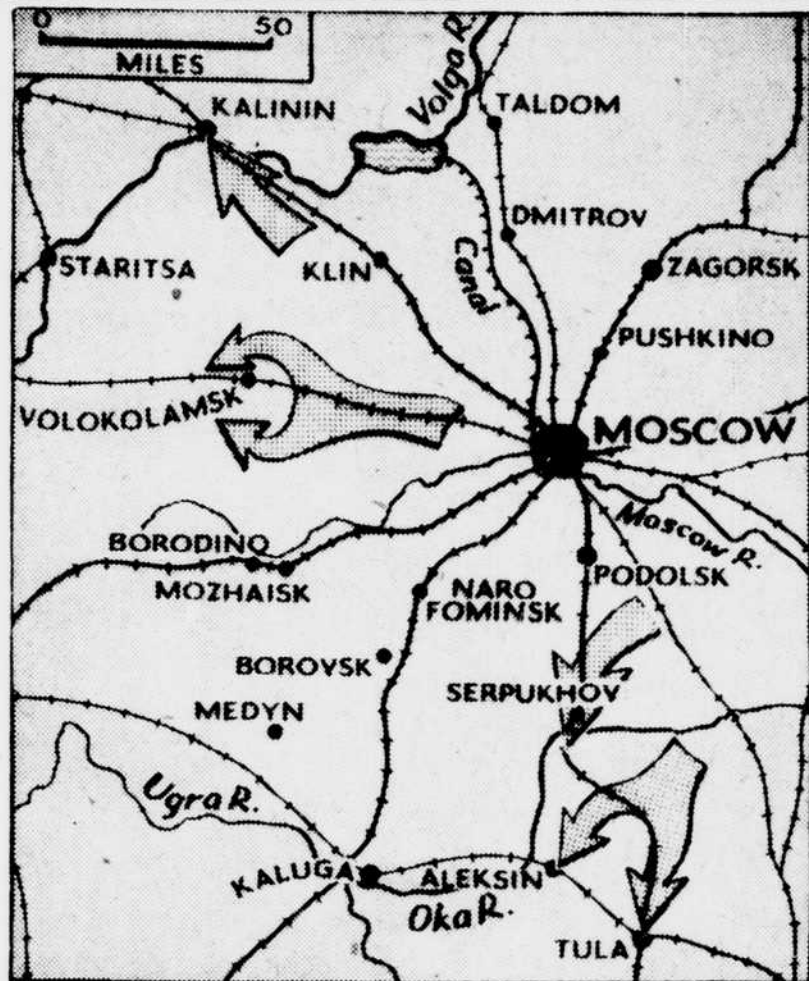 0 50
MILES
KALININ
Volga R.
TALDOM
DMITROV
STARITSA
KLIN
Canal
ZAGORSK
PUSHKINO
VOLOKOLAMSK
MOSCOW
Moscow R.
BORODINO
MOZHAISK
NARO
FOMINSK
PODOLSK
BOROVSK
SERPUKHOV
MEDYN
Ugra R.
KALUGA
ALEKSIN
Oka R.
TULA